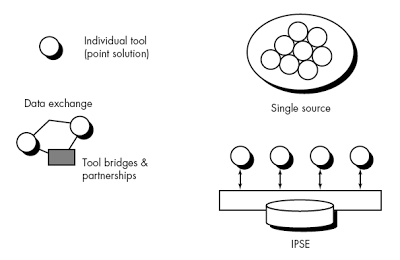 Individual tool
(point solution)
Single source
Data exchange
Tool bridges &
partnerships
IPSE